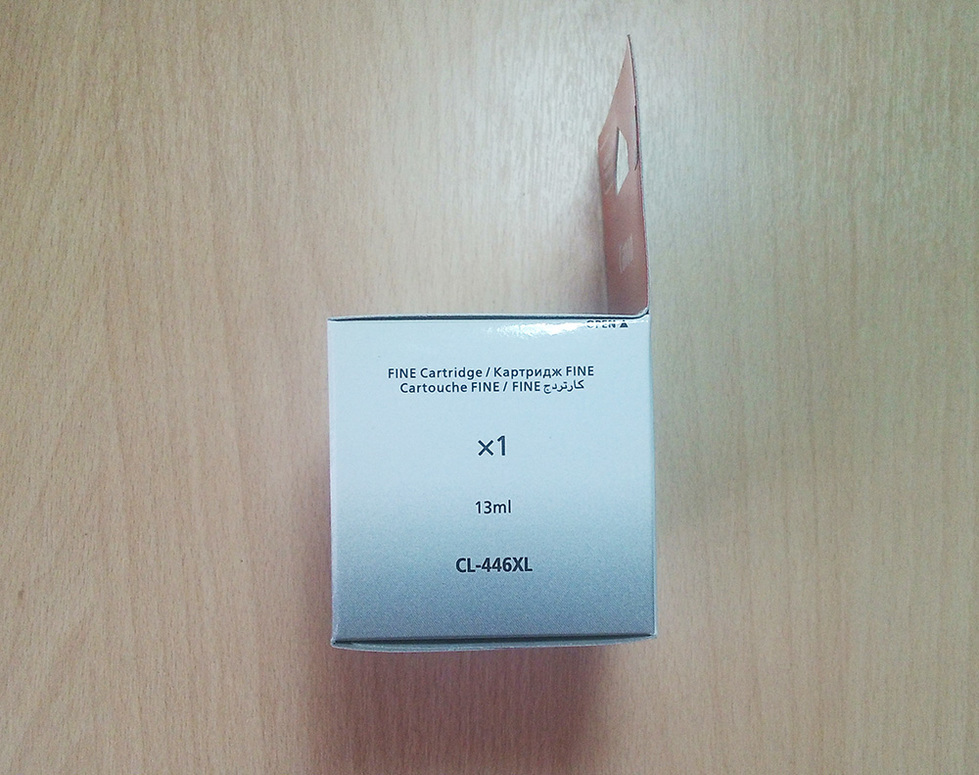 OPEN ▲
FINE Cartridge / Картридж FINE
Cartouche FINE / FINE كارتردج
×1
13ml
CL-446XL